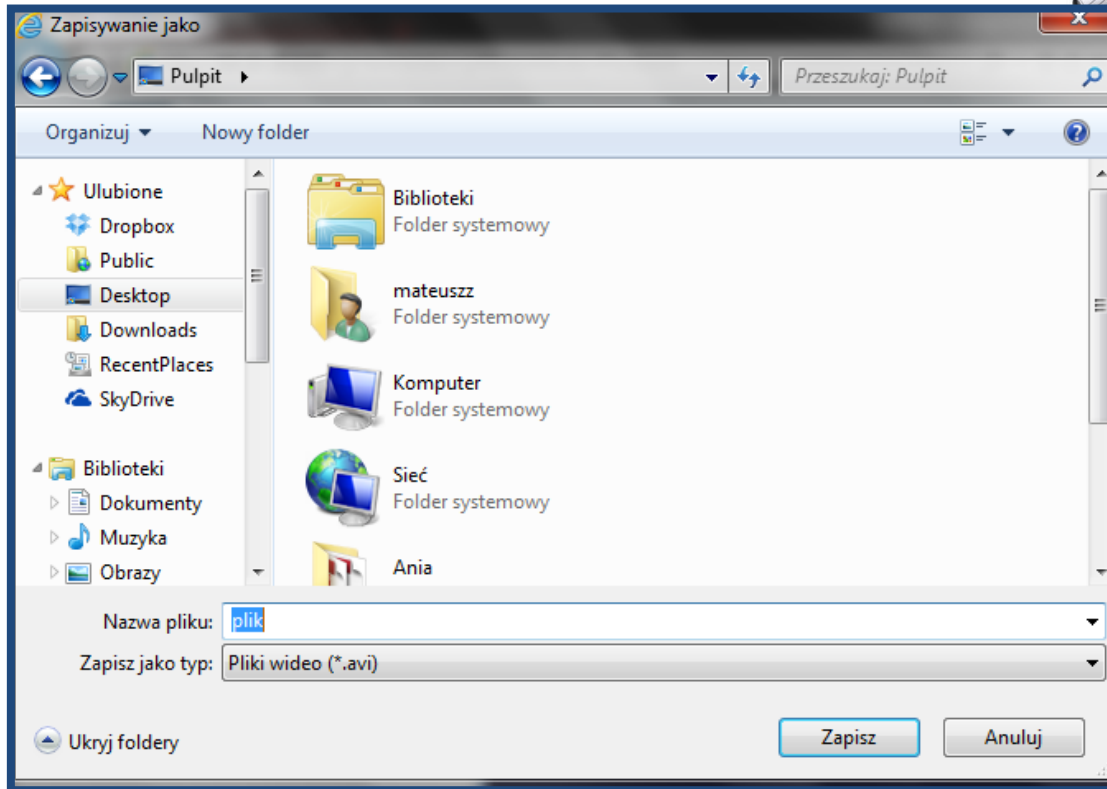 Zapisywanie jako
Pulpit
Przeszukaj: Pulpit
Organizuj
Nowy folder
Ulubione
Dropbox
Public
Desktop
Downloads
RecentPlaces
SkyDrive
Biblioteki
Dokumenty
Muzyka
Obrazy
Biblioteki
Folder systemowy
mateuszz
Folder systemowy
Komputer
Folder systemowy
Sieć
Folder systemowy
Ania
Nazwa pliku: plik
Zapisz jako typ: Pliki wideo (*.avi)
Ukryj foldery
Zapisz
Anuluj